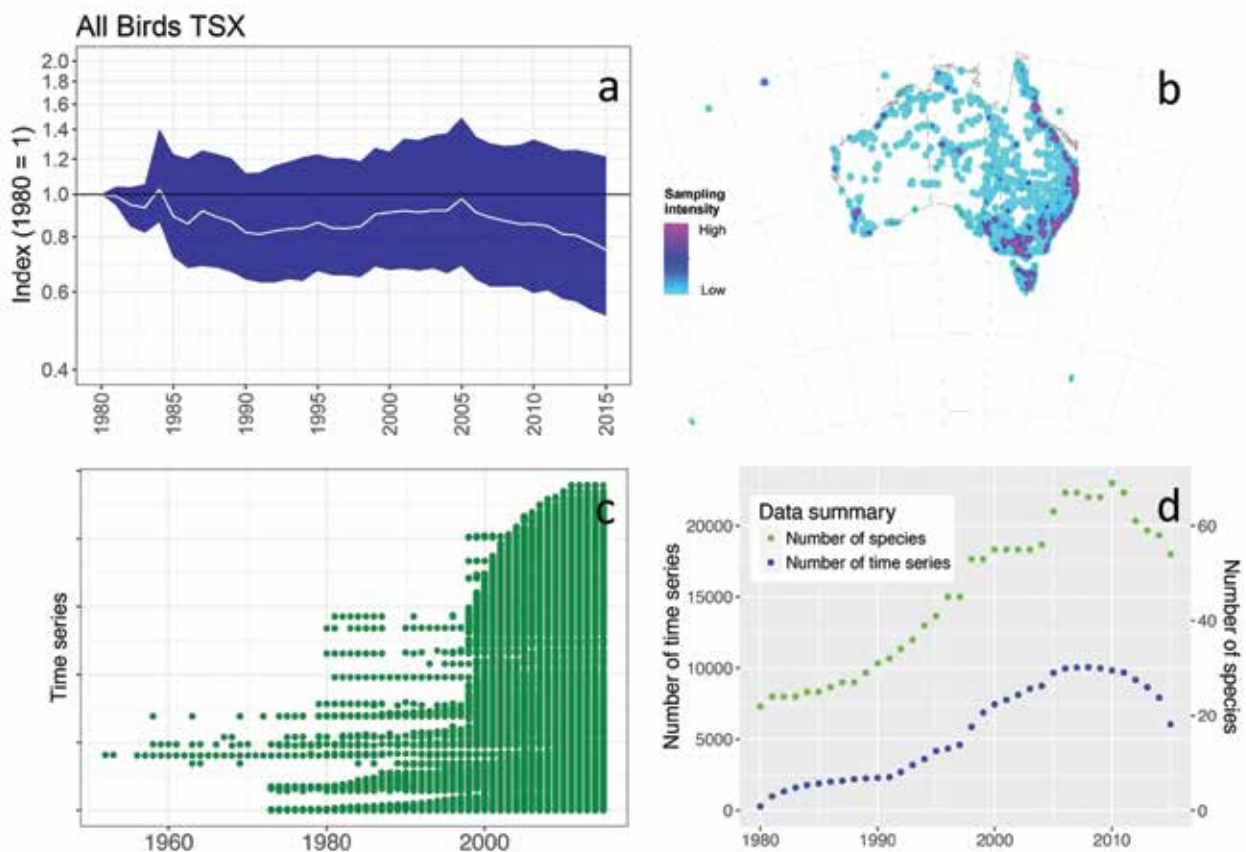 All Birds TSX
a
2.0
1.8
1.6
1.4
1.2
1.0
0.8
0.6
0.4
Index (1980 = 1)
1980
1985
1990
1995
2000
2005
2010
2015
b
Sampling
intensity
High
Low
c
Time series
1960
1980
2000
d
Data summary
Number of species
Number of time series
20000
15000
10000
5000
0
Number of time series
60
40
20
0
Number of species
1980
1990
2000
2010